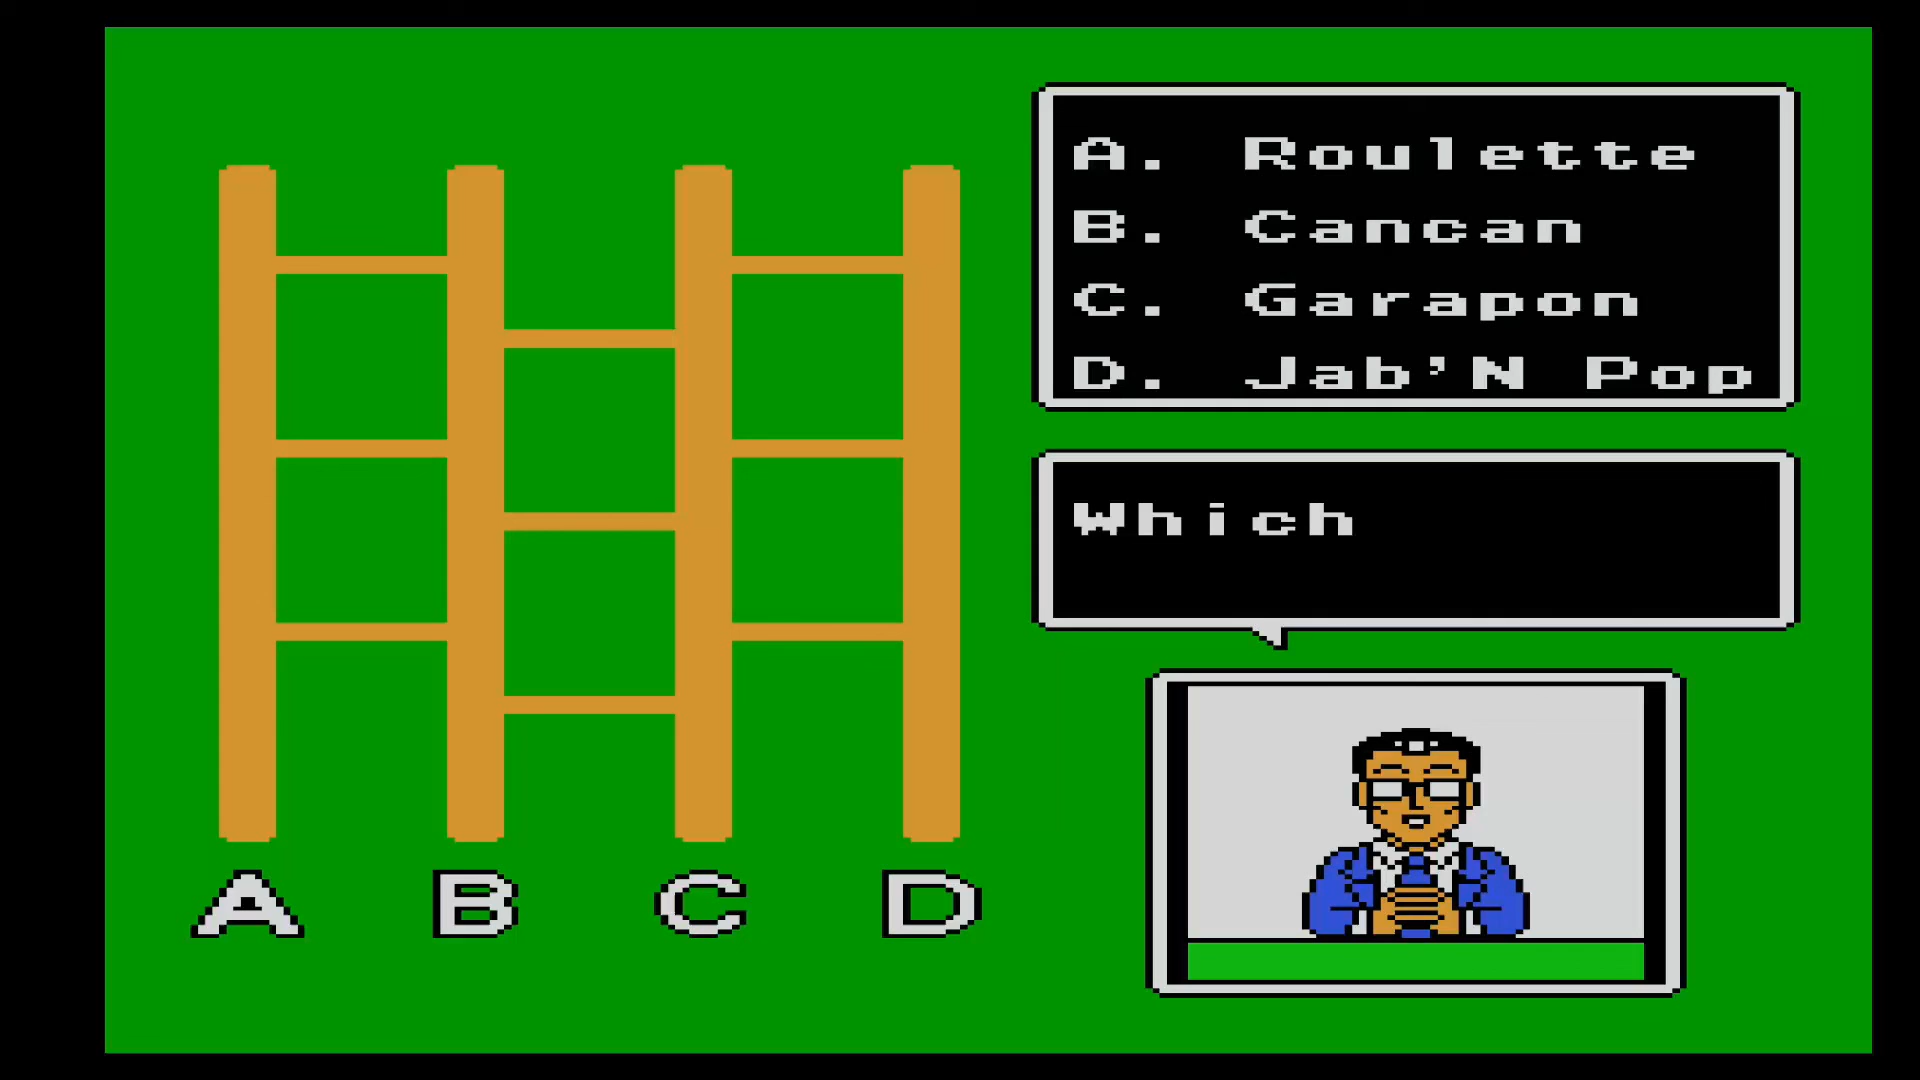 A. Roulette
B. Cancan
C. Garapon
D. Jab'N Pop
Which
A B C D